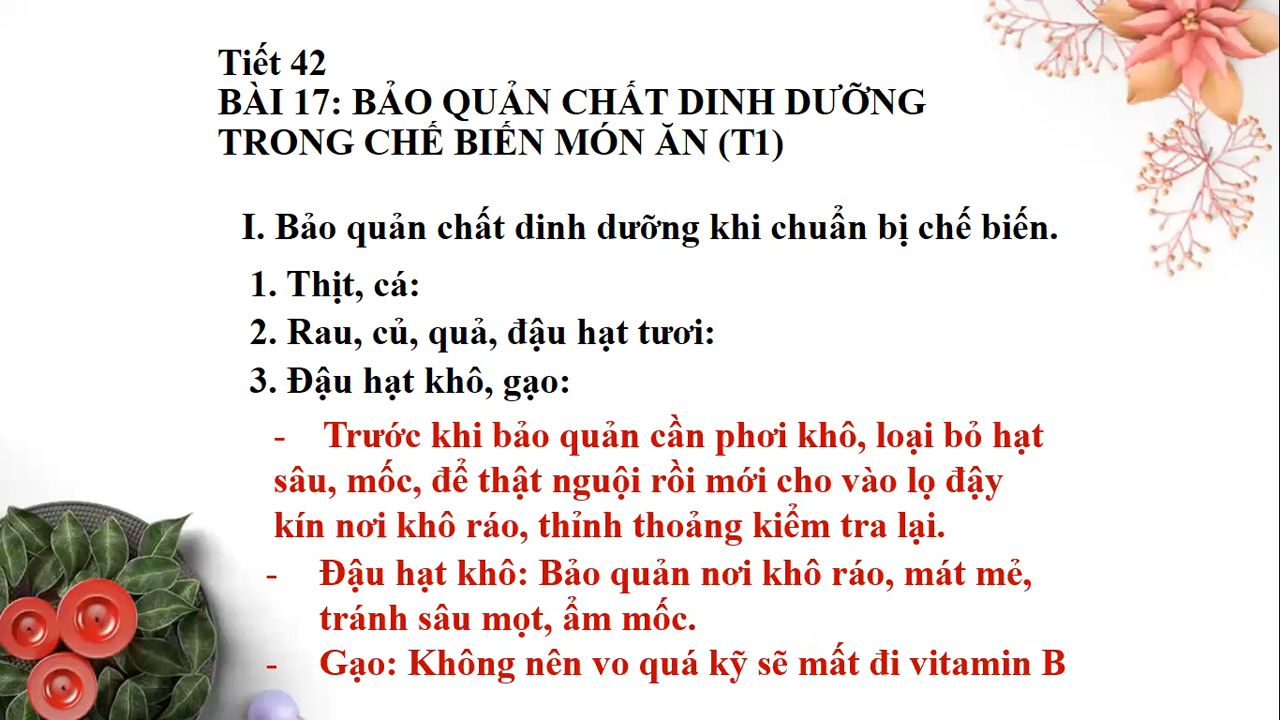 Tiết 42
BÀI 17: BẢO QUẢN CHẤT DINH DƯỠNG
TRONG CHẾ BIẾN MÓN ĂN (T1)
I. Bảo quản chất dinh dưỡng khi chuẩn bị chế biến.
1. Thịt, cá:
2. Rau, củ, quả, đậu hạt tươi:
3. Đậu hạt khô, gạo:
- Trước khi bảo quản cần phơi khô, loại bỏ hạt
sâu, mốc, để thật nguội rồi mới cho vào lọ đậy
kín nơi khô ráo, thỉnh thoảng kiểm tra lại.
- Đậu hạt khô: Bảo quản nơi khô ráo, mát mẻ,
tránh sâu mọt, ẩm mốc.
- Gạo: Không nên vo quá kỹ sẽ mất đi vitamin B